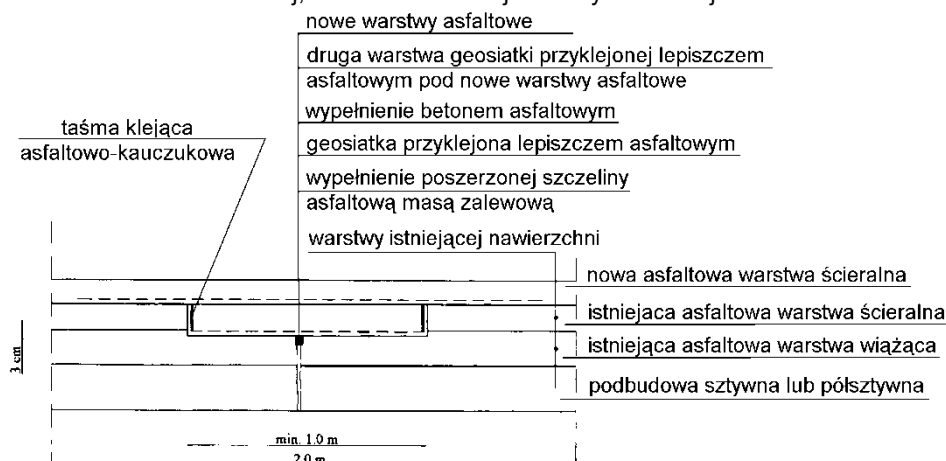 nowe warstwy asfaltowe
druga warstwa geosiatki przyklejonej lepiszczem
asfaltowym pod nowe warstwy asfaltowe
wypełnienie betonem asfaltowym
taśma klejąca
asfaltowo-kauczukowa
geosiatka przyklejona lepiszczem asfaltowym
wypełnienie poszerzonej szczeliny
asfaltową masą zalewową
warstwy istniejącej nawierzchni
nowa asfaltowa warstwa ścieralna
istniejaca asfaltowa warstwa ścieralna
istniejąca asfaltowa warstwa wiążąca
podbudowa sztywna lub półsztywna
3 cm
min. 1.0 m
2.0 m